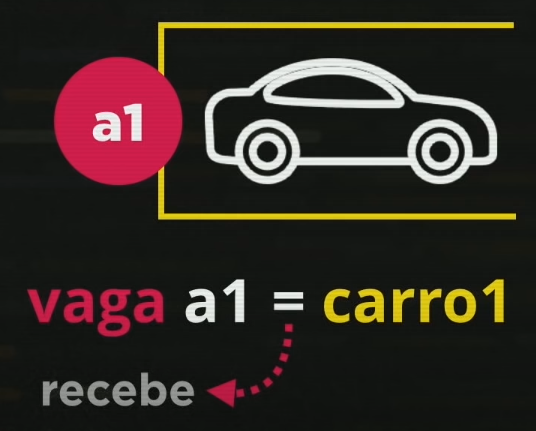 a1
vaga a1 = carro1
recebe